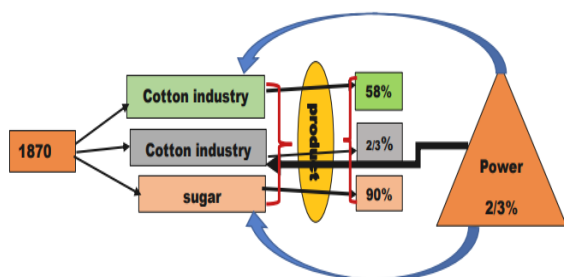 1870
Cotton industry
Cotton industry
sugar
product
58%
2/3%
90%
Power
2/3%